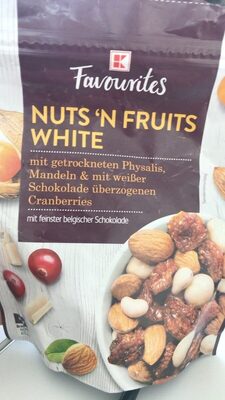 K
Favourites
NUTS 'N FRUITS
WHITE
mit getrockneten Physalis,
Mandeln & mit weißer
Schokolade überzogenen
Cranberries
mit feinster belgischer Schokolade